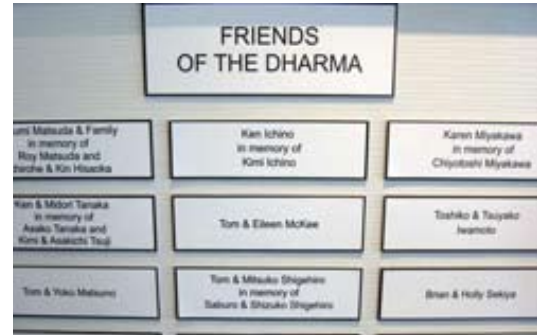 FRIENDS
OF THE DHARMA
Matsuda & Family
in memory of
Roy Matsuda and
& Kin Hisaoka
Ken Ichino
in memory of
Kimi Ichino
Karen Miyakawa
in memory of
Chiyotoshi Miyakawa
Ken & Midori Tanaka
in memory of
Asako Tanaka and
Kimi & Asakichi Tsuji
Tom & Eileen McKee
Toshiko & Tsuyako
Iwamoto
Tom & Yoko Matsuno
Tom & Mitsuko Shigehiro
in memory of
Saburo & Shizuko Shigehiro
Brian & Holly Sekiya